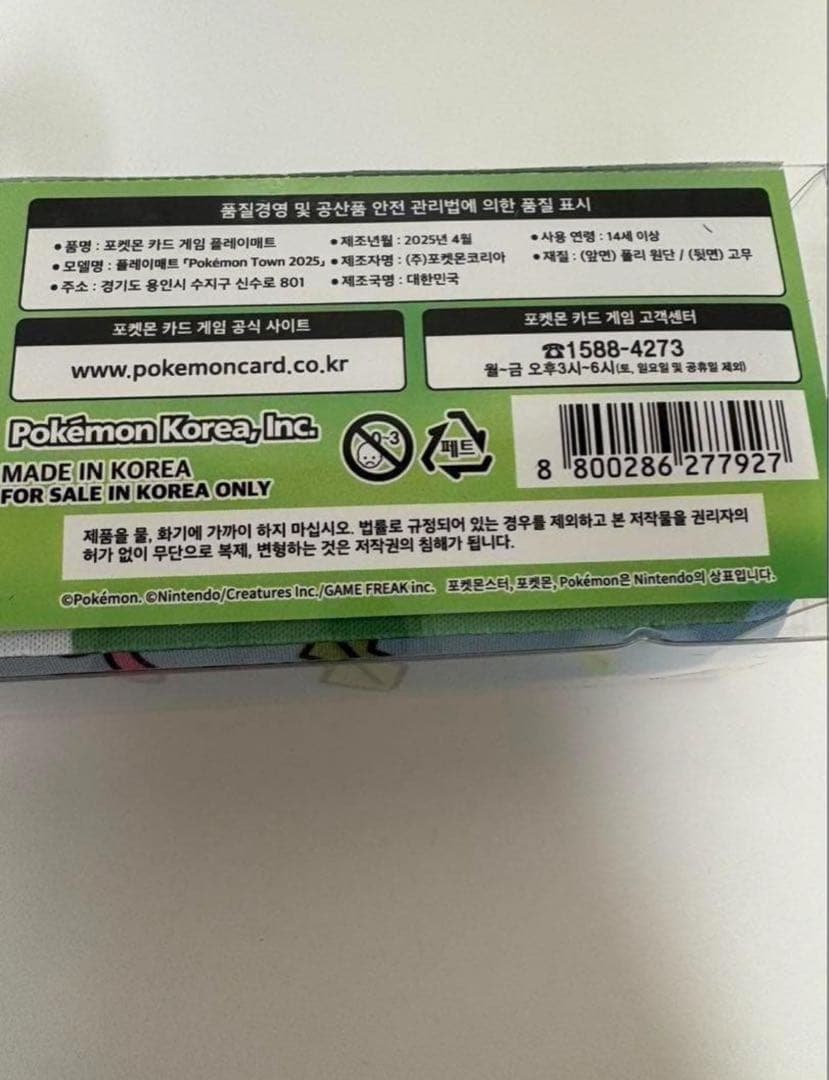 품질경영 및 공산품 안전 관리법에 의한 품질 표시
• 품명 : 포켓몬 카드 게임 플레이매트 • 제조년월 : 2025년 4월 • 사용 연령 : 14세 이상
• 모델명 : 플레이매트 「Pokémon Town 2025」 • 제조자명 : (주)포켓몬코리아 • 재질 : (앞면) 폴리 원단 / (뒷면) 고무
• 주소 : 경기도 용인시 수지구 신수로 801 • 제조국명 : 대한민국
포켓몬 카드 게임 공식 사이트
www.pokemoncard.co.kr
포켓몬 카드 게임 고객센터
☎1588-4273
월~금 오후3시~6시(토, 일요일 및 공휴일 제외)
Pokémon Korea, Inc.
MADE IN KOREA
FOR SALE IN KOREA ONLY
0-3
페트
8 800286 277927
제품을 물, 화기에 가까이 하지 마십시오. 법률로 규정되어 있는 경우를 제외하고 본 저작물을 권리자의
허가 없이 무단으로 복제, 변형하는 것은 저작권의 침해가 됩니다.
©Pokémon. ©Nintendo/Creatures Inc./GAME FREAK inc. 포켓몬스터, 포켓몬, Pokémon은 Nintendo의 상표입니다.